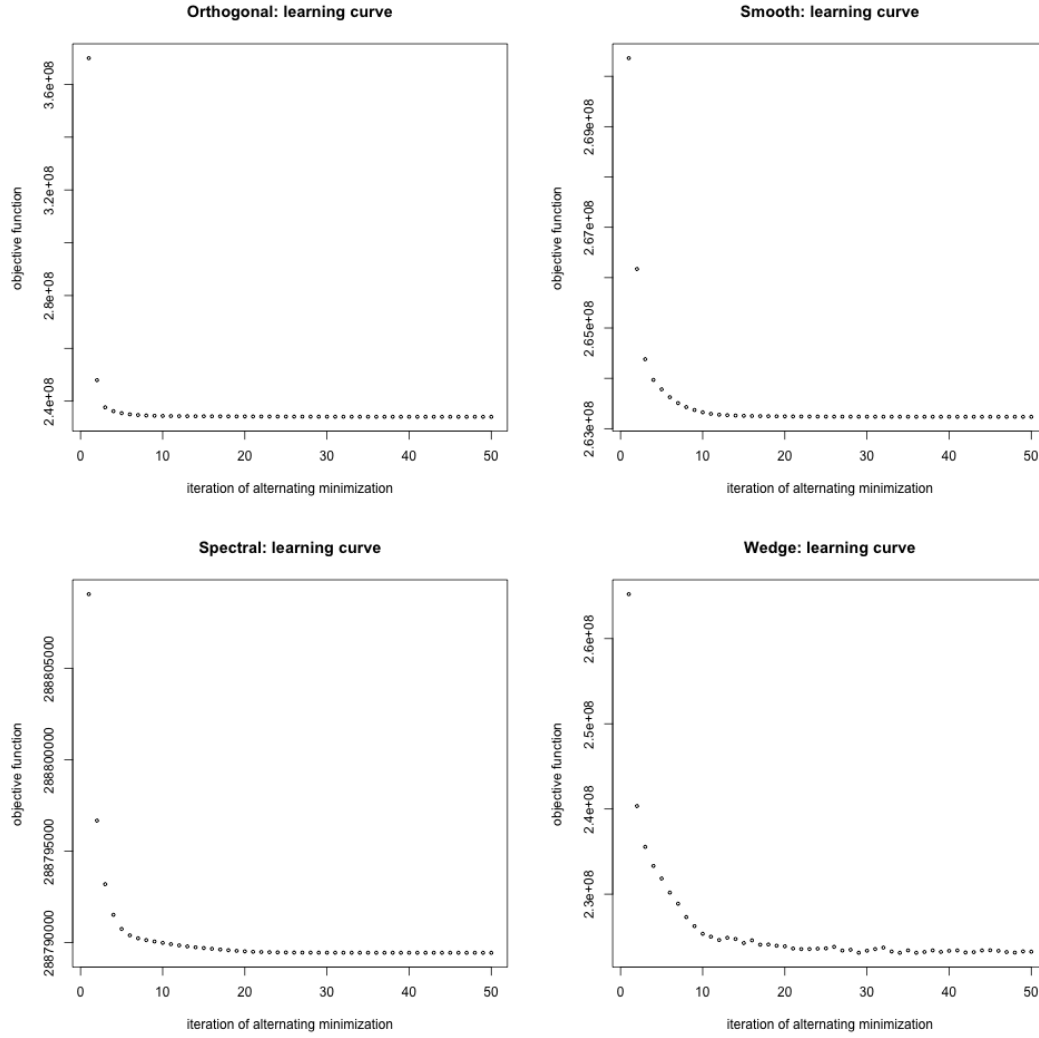 Orthogonal: learning curve
objective function
3.6e+08
3.2e+08
2.8e+08
2.4e+08
0 10 20 30 40 50
iteration of alternating minimization
Smooth: learning curve
objective function
2.69e+08
2.67e+08
2.65e+08
2.63e+08
0 10 20 30 40 50
iteration of alternating minimization
Spectral: learning curve
objective function
288805000
288800000
288795000
288790000
0 10 20 30 40 50
iteration of alternating minimization
Wedge: learning curve
objective function
2.6e+08
2.5e+08
2.4e+08
2.3e+08
0 10 20 30 40 50
iteration of alternating minimization